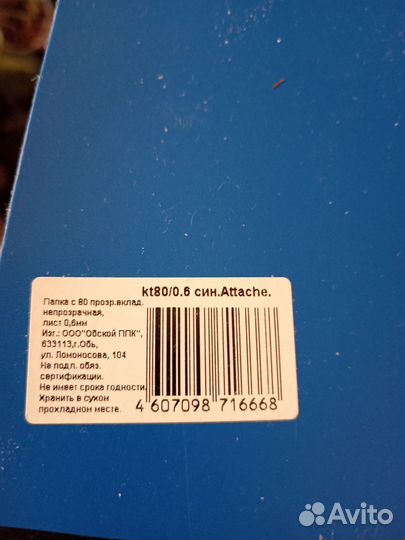 kt80/0.6 син.Attache.
Папка с 80 прозр.вклад.
непрозрачная,
лист 0,6мм
Изг.: ООО"Обской ППК",
633113,г.Обь,
ул. Ломоносова, 104
Не подл. обяз.
сертификации.
Не имеет срока годности.
Хранить в сухом
прохладном месте.
4 607098 716668
Avito